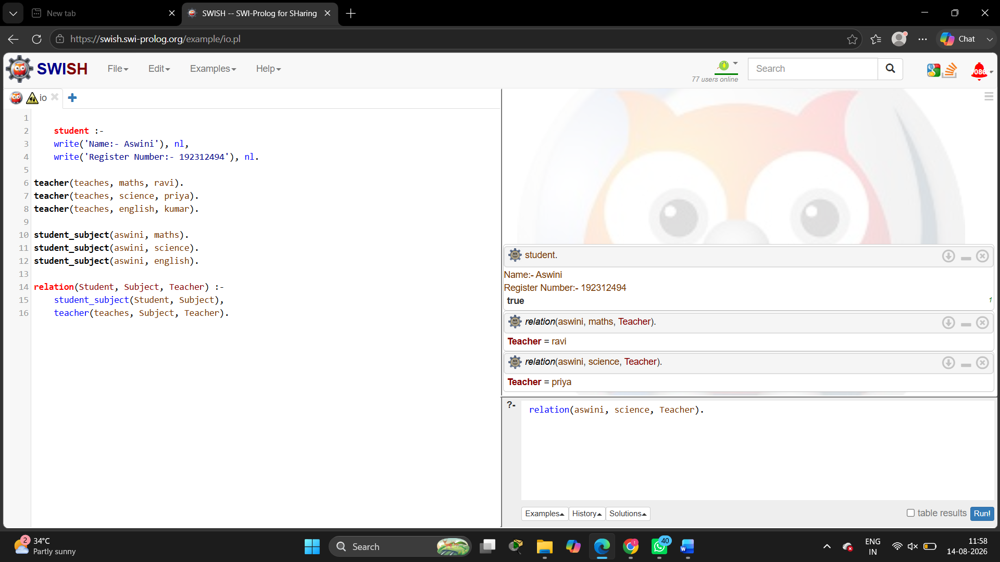 New tab
SWISH -- SWI-Prolog for SHaring
https://swish.swi-prolog.org/example/io.pl
Chat
SWISH
File
Edit
Examples
Help
77 users online
Search
io
1
2 student :-
3 write('Name:- Aswini'), nl,
4 write('Register Number:- 192312494'), nl.
5
6 teacher(teaches, maths, ravi).
7 teacher(teaches, science, priya).
8 teacher(teaches, english, kumar).
9
10 student_subject(aswini, maths).
11 student_subject(aswini, science).
12 student_subject(aswini, english).
13
14 relation(Student, Subject, Teacher) :-
15 student_subject(Student, Subject),
16 teacher(teaches, Subject, Teacher).
student.
Name:- Aswini
Register Number:- 192312494
true
1
relation(aswini, maths, Teacher).
Teacher = ravi
relation(aswini, science, Teacher).
Teacher = priya
?- relation(aswini, science, Teacher).
Examples
History
Solutions
table results
Run!
2
34°C
Partly sunny
Search
40
ENG
IN
11:58
14-08-2026